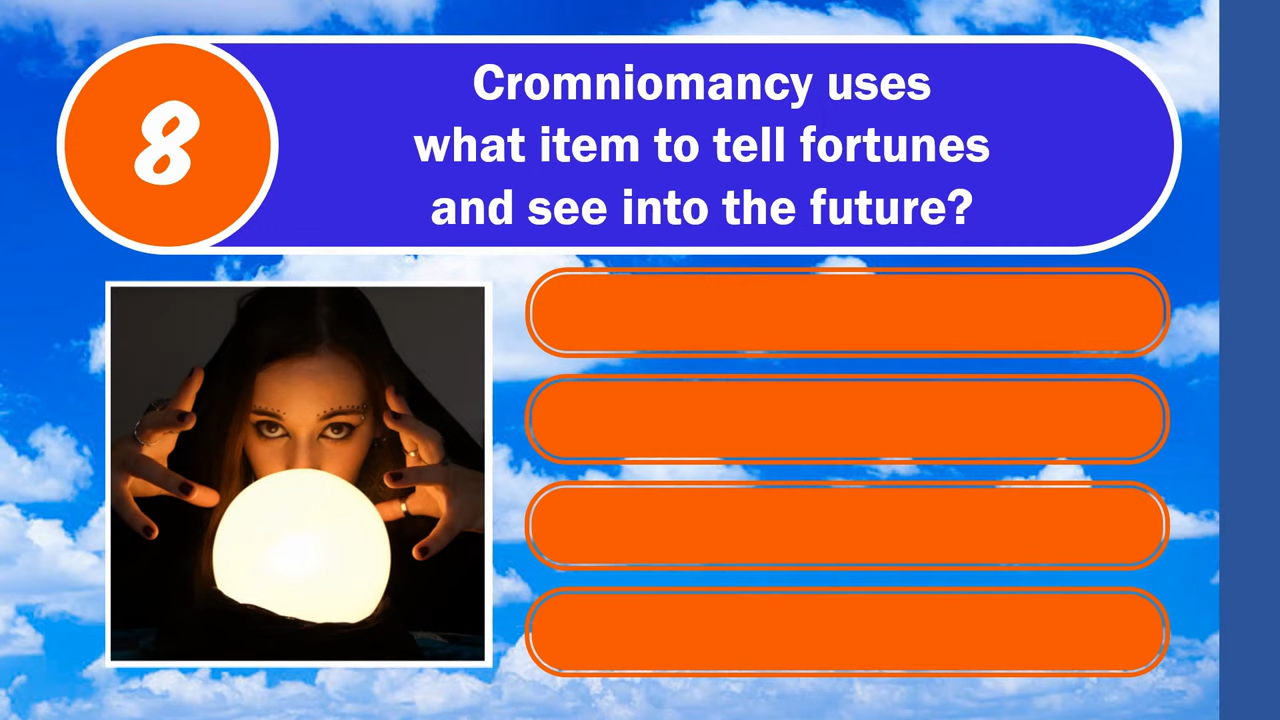 8
Cromniomancy uses
what item to tell fortunes
and see into the future?